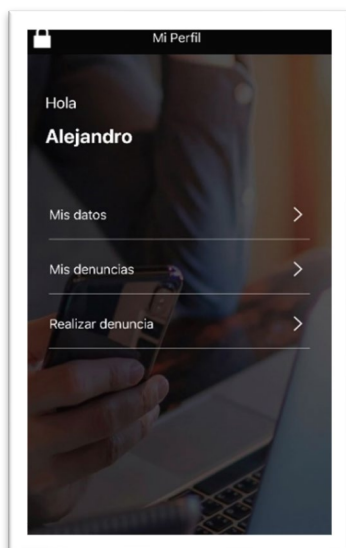 Mi Perfil
Hola
Alejandro
Mis datos
Mis denuncias
Realizar denuncia